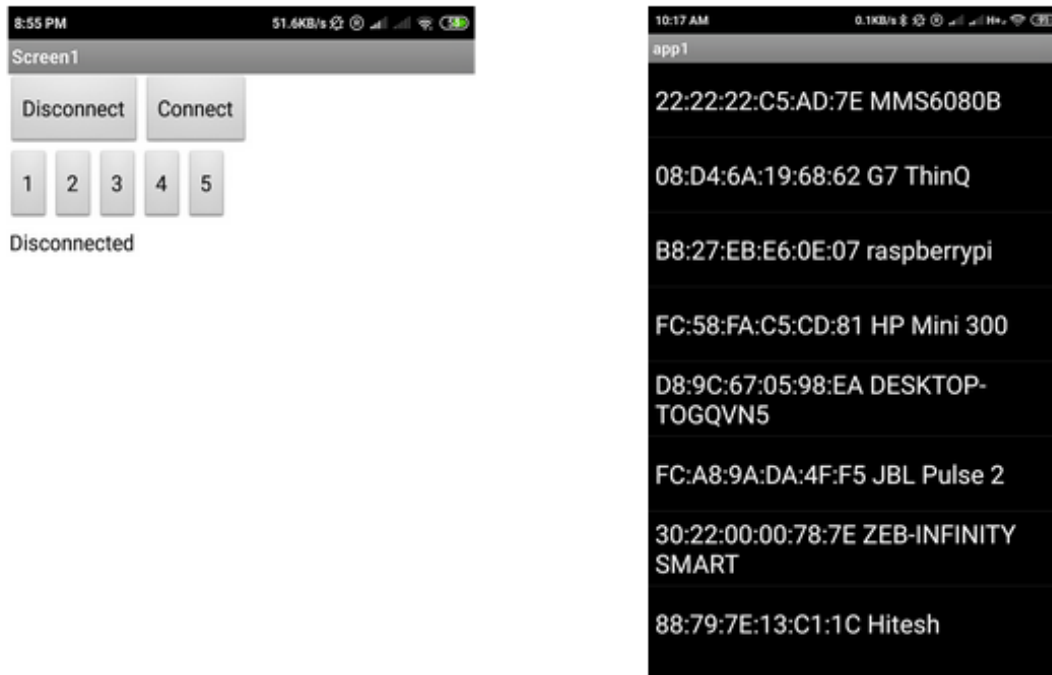 8:55 PM 51.6KB/s 58
Screen1
Disconnect Connect
1 2 3 4 5
Disconnected
10:17 AM 0.1KB/s H+
app1
22:22:22:C5:AD:7E MMS6080B
08:D4:6A:19:68:62 G7 ThinQ
B8:27:EB:E6:0E:07 raspberrypi
FC:58:FA:C5:CD:81 HP Mini 300
D8:9C:67:05:98:EA DESKTOP-
TOGQVN5
FC:A8:9A:DA:4F:F5 JBL Pulse 2
30:22:00:00:78:7E ZEB-INFINITY
SMART
88:79:7E:13:C1:1C Hitesh